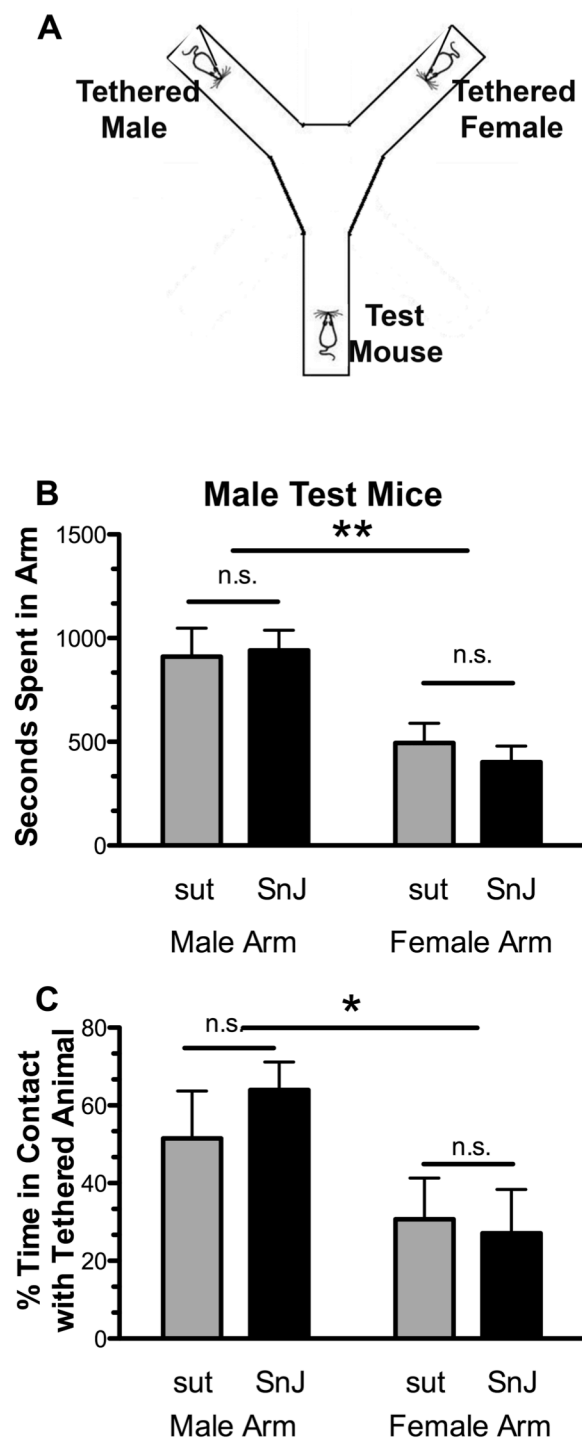 A
Tethered
Male
Tethered
Female
Test
Mouse
B
Male Test Mice
**
n.s.
n.s.
Seconds Spent in Arm
1500
1000
500
0
sut SnJ sut SnJ
Male Arm Female Arm
C
*
n.s.
n.s.
% Time in Contact
with Tethered Animal
80
60
40
20
0
sut SnJ sut SnJ
Male Arm Female Arm